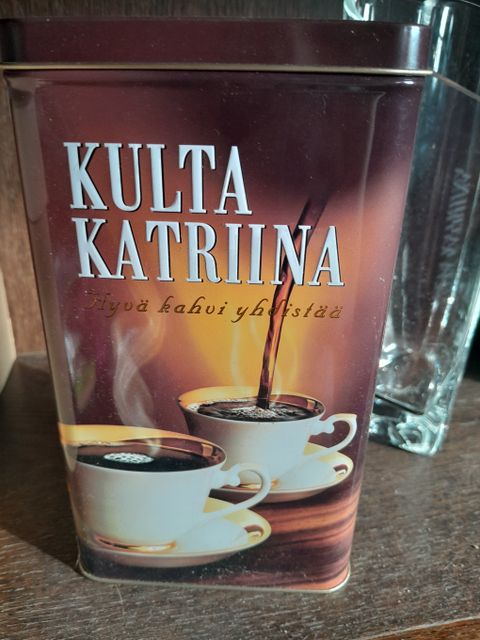 KULTA
KATRIINA
Hyvä kahvi yhdistää